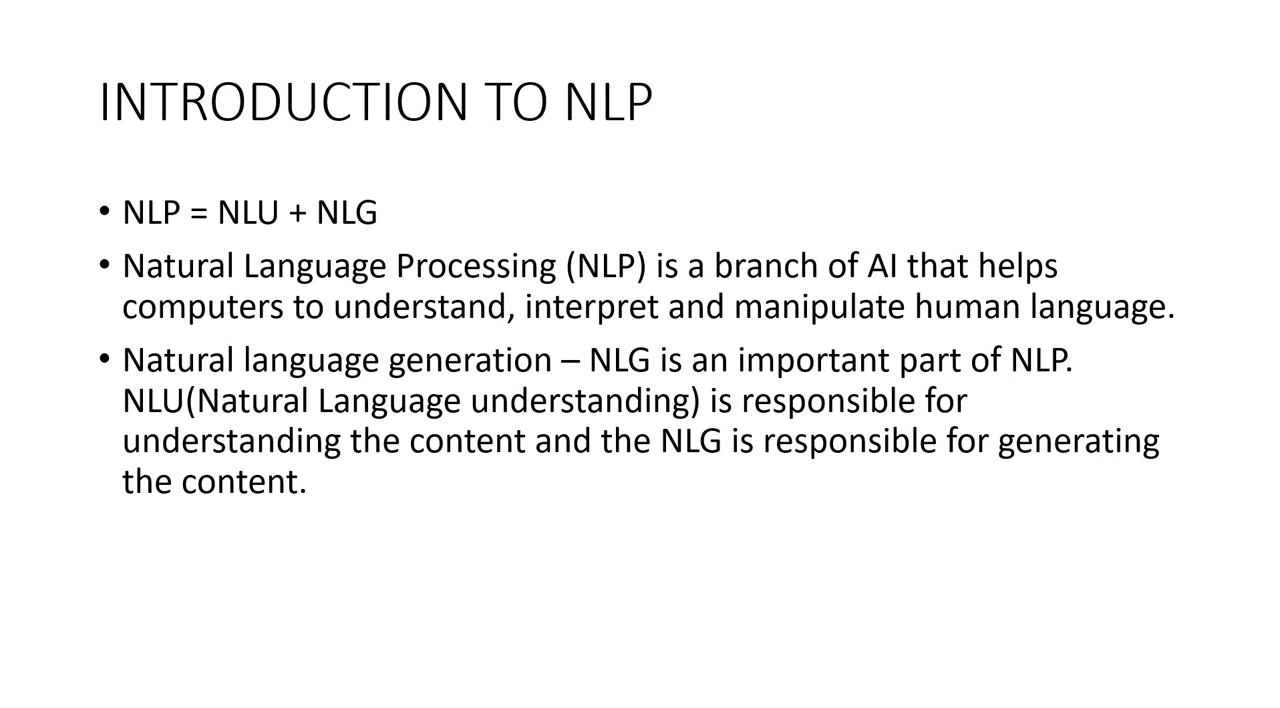 INTRODUCTION TO NLP
• NLP = NLU + NLG
• Natural Language Processing (NLP) is a branch of AI that helps
computers to understand, interpret and manipulate human language.
• Natural language generation – NLG is an important part of NLP.
NLU(Natural Language understanding) is responsible for
understanding the content and the NLG is responsible for generating
the content.